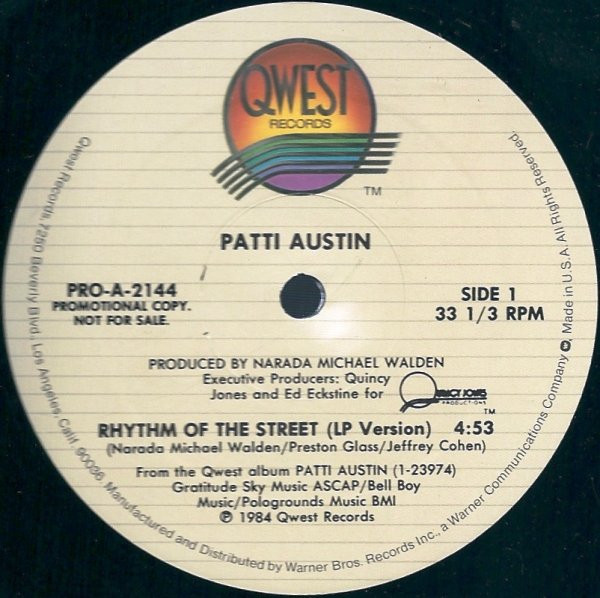 QWEST
RECORDS
TM
PATTI AUSTIN
PRO-A-2144
PROMOTIONAL COPY.
NOT FOR SALE.
SIDE 1
33 1/3 RPM
PRODUCED BY NARADA MICHAEL WALDEN
Executive Producers: Quincy
Jones and Ed Eckstine for
QUINCY JONES
PRODUCTIONS
TM
RHYTHM OF THE STREET (LP Version) 4:53
(Narada Michael Walden/Preston Glass/Jeffrey Cohen)
From the Qwest album PATTI AUSTIN (1-23974)
Gratitude Sky Music ASCAP/Bell Boy
Music/Pologrounds Music BMI
℗ 1984 Qwest Records
Qwest Records, 7250 Beverly Blvd., Los Angeles, Calif. 90036. Manufactured and Distributed by Warner Bros. Records Inc., a Warner Communications Company. Made in U.S.A. All Rights Reserved.